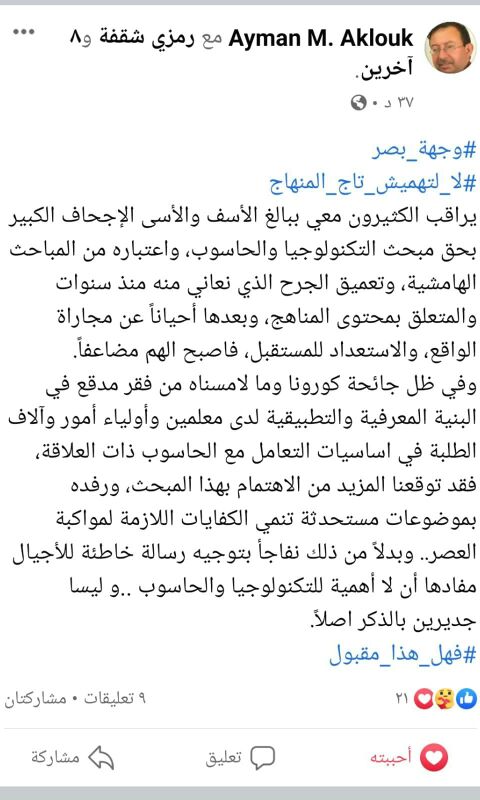 Ayman M. Aklouk مع رمزي شقفة و٨
آخرين.
٣٧ د •
#وجهة_بصر
#لا_لتهميش_تاج_المنهاج
يراقب الكثيرون معي ببالغ الأسف والأسى الإجحاف الكبير
بحق مبحث التكنولوجيا والحاسوب، واعتباره من المباحث
الهامشية، وتعميق الجرح الذي نعاني منه منذ سنوات
والمتعلق بمحتوى المناهج، وبعدها أحياناً عن مجاراة
الواقع، والاستعداد للمستقبل، فاصبح الهم مضاعفاً.
وفي ظل جائحة كورونا وما لامسناه من فقر مدقع في
البنية المعرفية والتطبيقية لدى معلمين وأولياء أمور وآلاف
الطلبة في اساسيات التعامل مع الحاسوب ذات العلاقة،
فقد توقعنا المزيد من الاهتمام بهذا المبحث، ورفده
بموضوعات مستحدثة تنمي الكفايات اللازمة لمواكبة
العصر.. وبدلاً من ذلك نفاجأ بتوجيه رسالة خاطئة للأجيال
مفادها أن لا أهمية للتكنولوجيا والحاسوب ..و ليسا
جديرين بالذكر اصلاً.
#فهل_هذا_مقبول
٢١
٩ تعليقات • مشاركتان
أحببته
تعليق
مشاركة